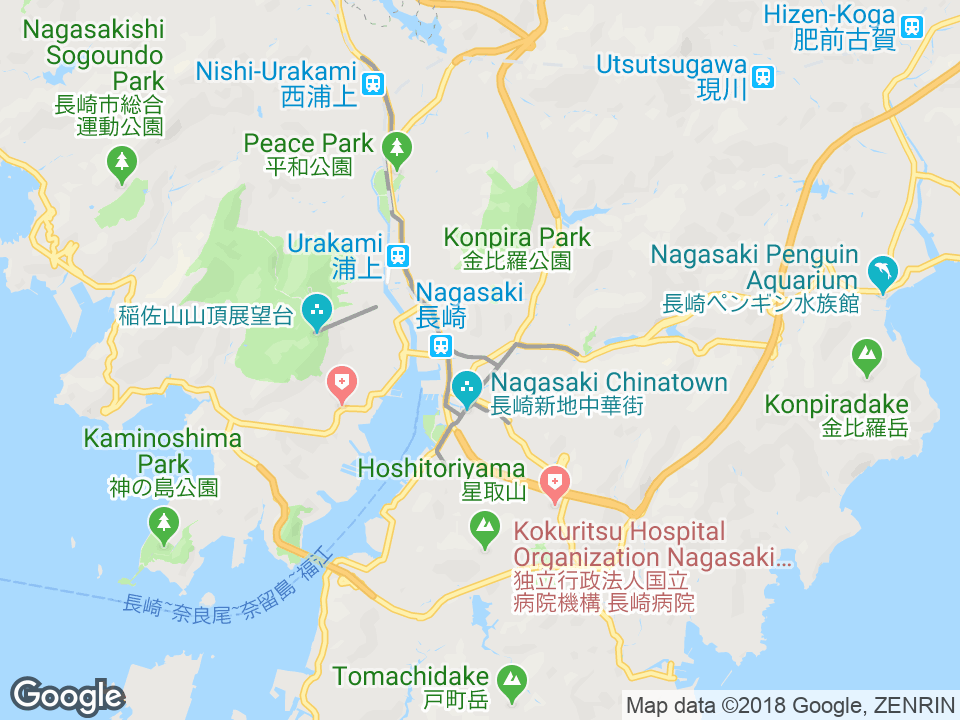 Nagasakishi
Sogoundo
Park
長崎市総合
運動公園
Hizen-Koga
肥前古賀
Nishi-Urakami
西浦上
Utsutsugawa
現川
Peace Park
平和公園
Urakami
浦上
Konpira Park
金比羅公園
Nagasaki Penguin
Aquarium
長崎ペンギン水族館
稲佐山山頂展望台
Nagasaki
長崎
Nagasaki Chinatown
長崎新地中華街
Konpiradake
金比羅岳
Kaminoshima
Park
神の島公園
Hoshitoriyama
星取山
Kokuritsu Hospital
Organization Nagasaki...
独立行政法人国立
病院機構 長崎病院
長崎~奈良尾~奈留島~福江
Tomachidake
戸町岳
Google
Map data ©2018 Google, ZENRIN